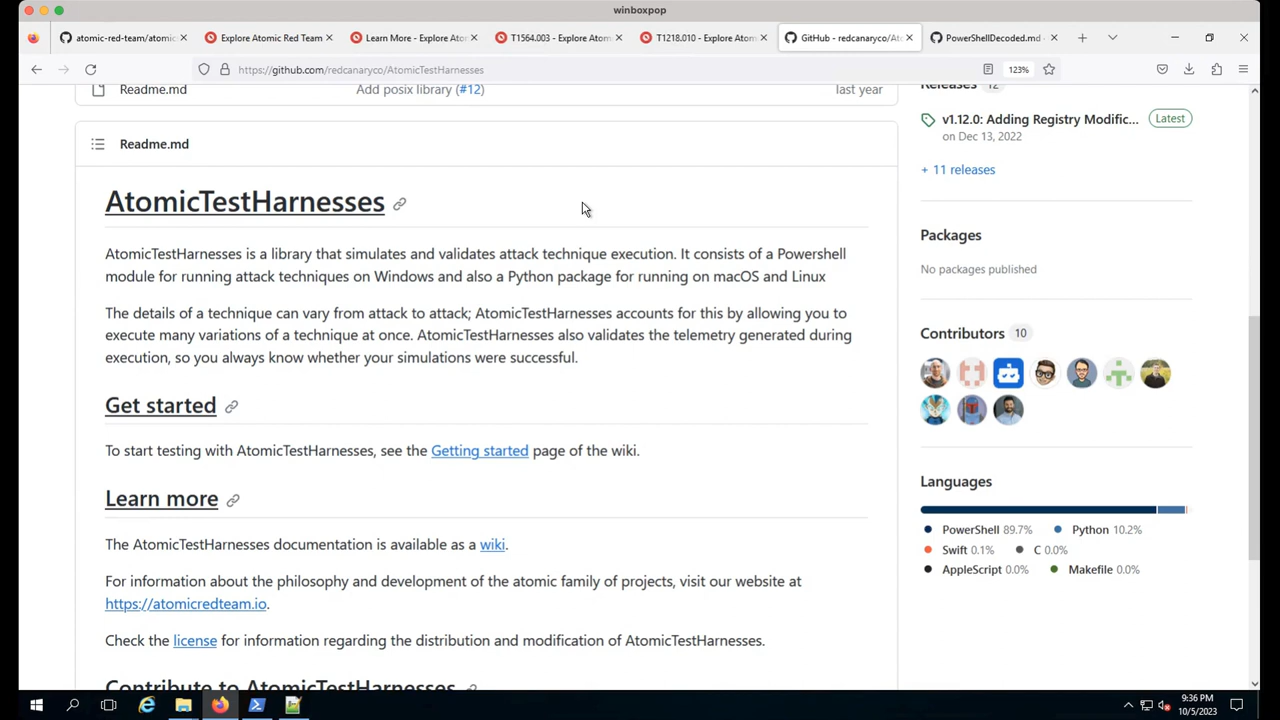 winboxpop
atomic-red-team/atomic
Explore Atomic Red Team
Learn More - Explore Ato
T1564.003 - Explore Atom
T1218.010 - Explore Atom
GitHub - redcanaryco/Ato
PowerShellDecoded.md -
https://github.com/redcanaryco/AtomicTestHarnesses
123%
Readme.md
Add posix library (#12)
last year
Releases 12
v1.12.0: Adding Registry Modific...
Latest
on Dec 13, 2022
+ 11 releases
Readme.md
AtomicTestHarnesses
AtomicTestHarnesses is a library that simulates and validates attack technique execution. It consists of a Powershell
module for running attack techniques on Windows and also a Python package for running on macOS and Linux
The details of a technique can vary from attack to attack; AtomicTestHarnesses accounts for this by allowing you to
execute many variations of a technique at once. AtomicTestHarnesses also validates the telemetry generated during
execution, so you always know whether your simulations were successful.
Get started
To start testing with AtomicTestHarnesses, see the Getting started page of the wiki.
Learn more
The AtomicTestHarnesses documentation is available as a wiki.
For information about the philosophy and development of the atomic family of projects, visit our website at
https://atomicredteam.io.
Check the license for information regarding the distribution and modification of AtomicTestHarnesses.
Contribute to AtomicTestHarnesses
Packages
No packages published
Contributors 10
Languages
PowerShell 89.7%
Python 10.2%
Swift 0.1%
C 0.0%
AppleScript 0.0%
Makefile 0.0%
9:36 PM
10/5/2023